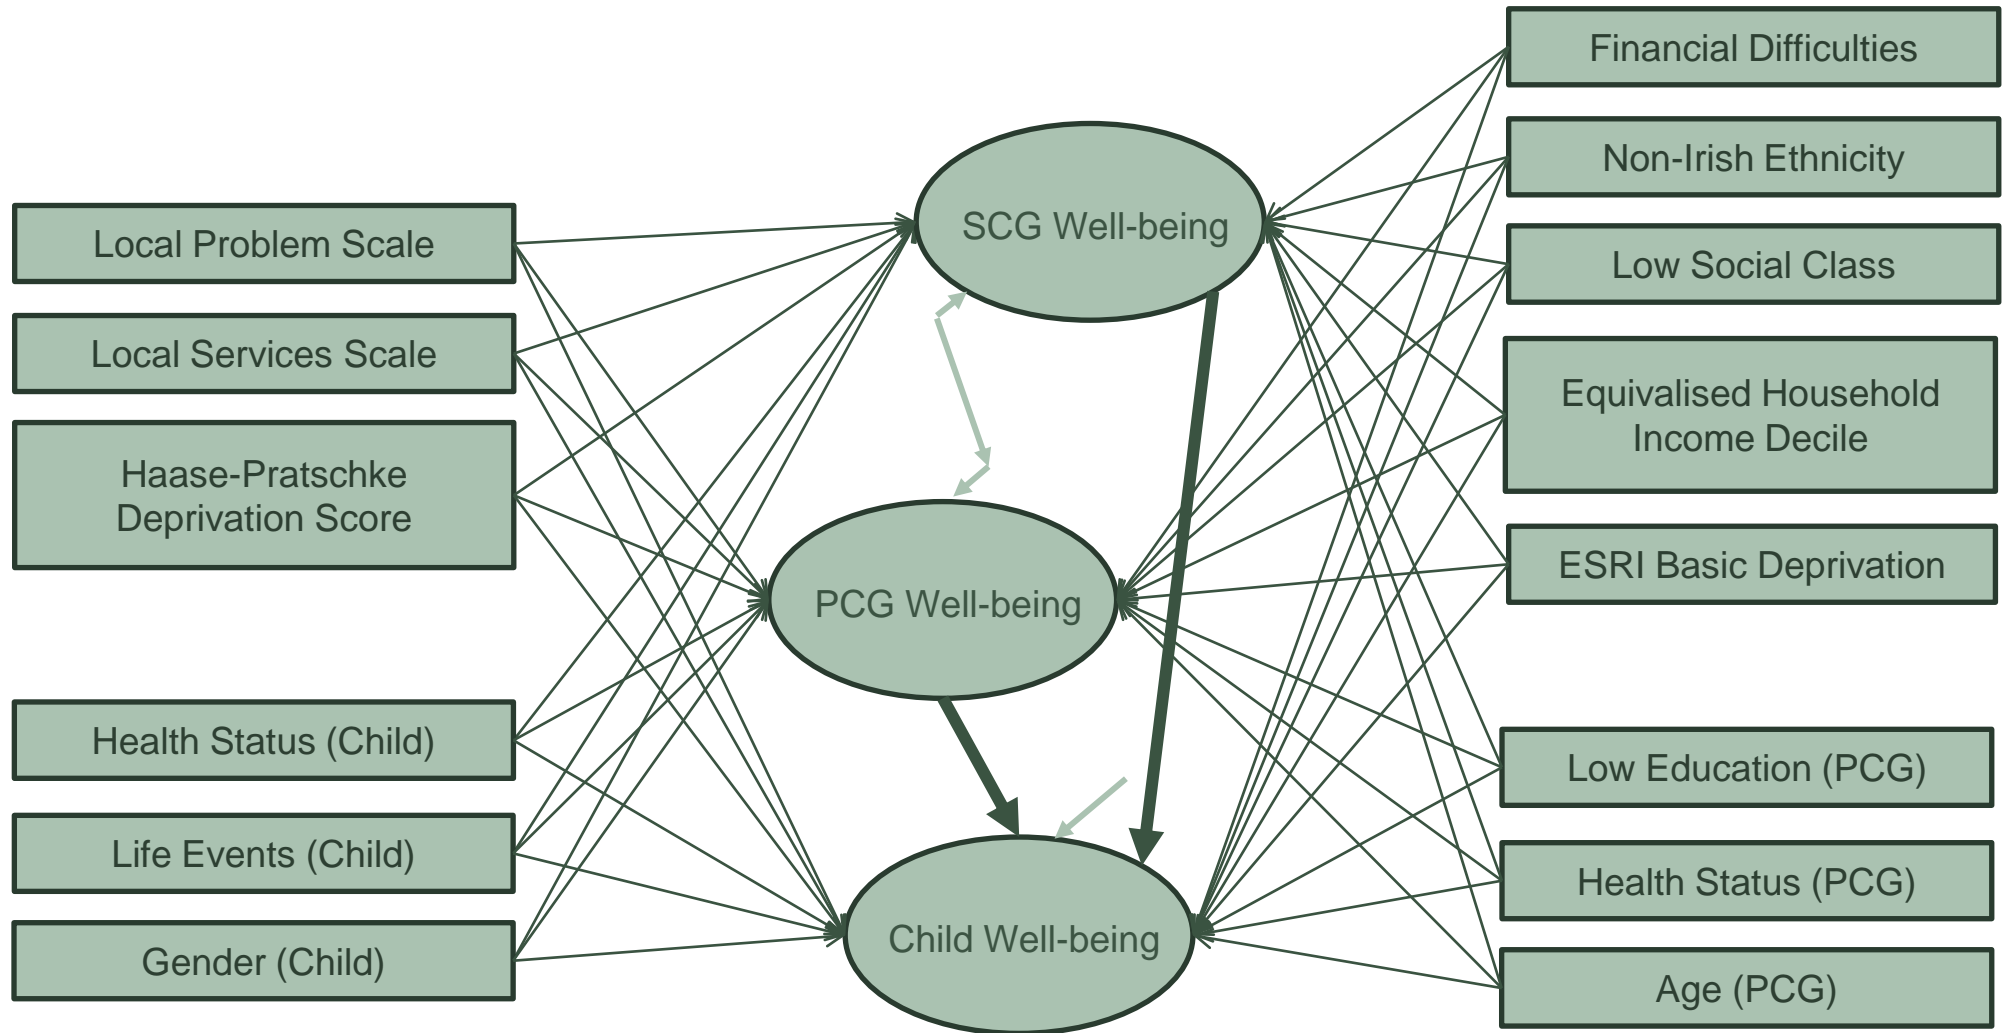 Local Problem Scale
Local Services Scale
Haase-Pratschke
Deprivation Score
Health Status (Child)
Life Events (Child)
Gender (Child)
SCG Well-being
PCG Well-being
Child Well-being
Financial Difficulties
Non-Irish Ethnicity
Low Social Class
Equivalised Household
Income Decile
ESRI Basic Deprivation
Low Education (PCG)
Health Status (PCG)
Age (PCG)